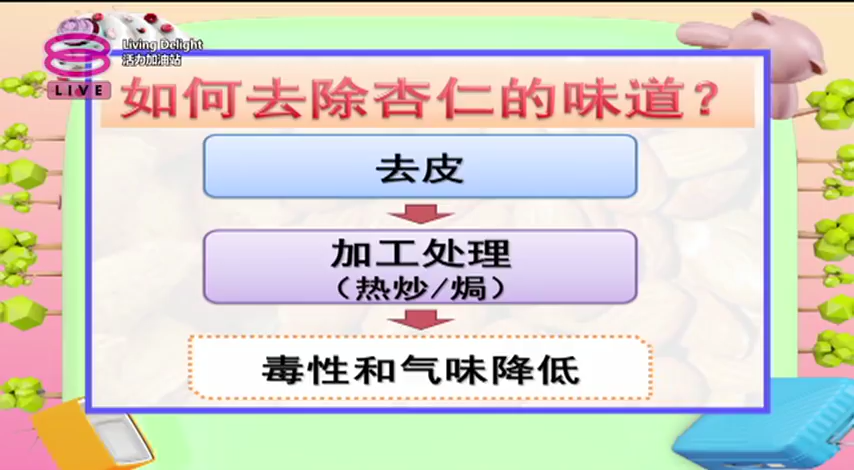 Living Delight
活力加油站
LIVE
如何去除杏仁的味道?
去皮
加工处理
（热炒/焗）
毒性和气味降低